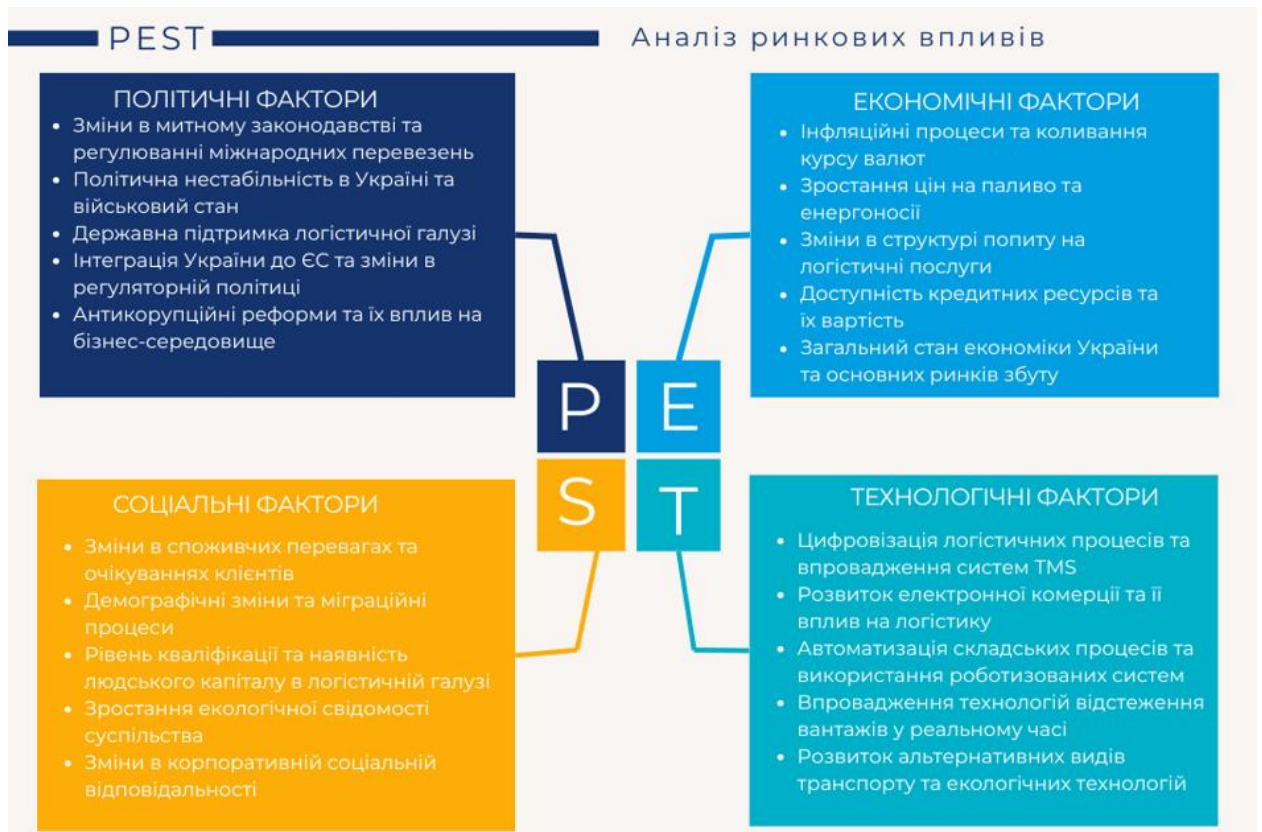 PEST
Аналіз ринкових впливів
ПОЛІТИЧНІ ФАКТОРИ
• Зміни в митному законодавстві та
регулюванні міжнародних перевезень
• Політична нестабільність в Україні та
військовий стан
• Державна підтримка логістичної галузі
• Інтеграція України до ЄС та зміни в
регуляторній політиці
• Антикорупційні реформи та їх вплив на
бізнес-середовище
ЕКОНОМІЧНІ ФАКТОРИ
• Інфляційні процеси та коливання
курсу валют
• Зростання цін на паливо та
енергоносії
• Зміни в структурі попиту на
логістичні послуги
• Доступність кредитних ресурсів та
їх вартість
• Загальний стан економіки України
та основних ринків збуту
P
E
S
T
СОЦІАЛЬНІ ФАКТОРИ
• Зміни в споживчих перевагах та
очікуваннях клієнтів
• Демографічні зміни та міграційні
процеси
• Рівень кваліфікації та наявність
людського капіталу в логістичній галузі
• Зростання екологічної свідомості
суспільства
• Зміни в корпоративній соціальній
відповідальності
ТЕХНОЛОГІЧНІ ФАКТОРИ
• Цифровізація логістичних процесів та
впровадження систем TMS
• Розвиток електронної комерції та її
вплив на логістику
• Автоматизація складських процесів та
використання роботизованих систем
• Впровадження технологій відстеження
вантажів у реальному часі
• Розвиток альтернативних видів
транспорту та екологічних технологій